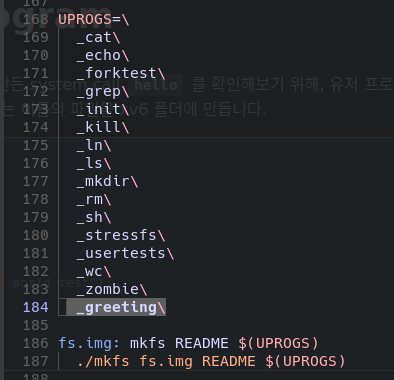 ogram
167
168 UPROGS=\
169 _cat\
170 _echo\
171 _forktest\
172 _grep\
173 _init\
174 _kill\
175 _ln\
176 _ls\
177 _mkdir\
178 _rm\
179 _sh\
180 _stressfs\
181 _usertests\
182 _wc\
183 _zombie\
184 _greeting\
185
186 fs.img: mkfs README $(UPROGS)
187 ./mkfs fs.img README $(UPROGS)
188
hello 를 확인해보기 위해, 유저 프로
폴더에 만듭니다.